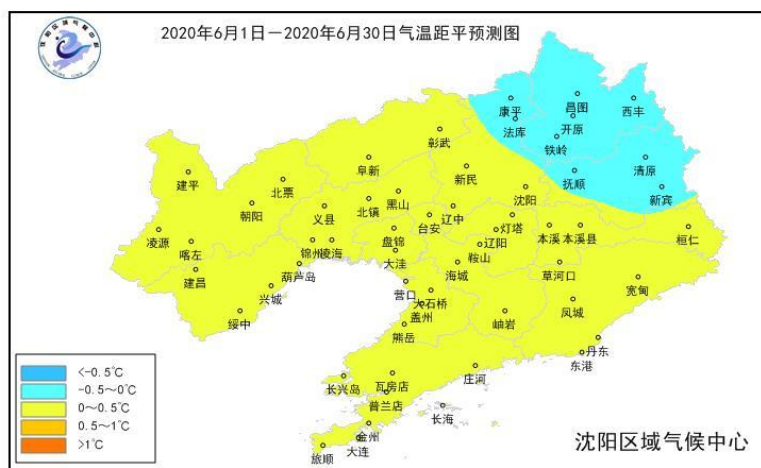 2020年6月1日－2020年6月30日气温距平预测图
康平
昌图
西丰
法库
开原
铁岭
彰武
阜新
新民
抚顺
清原
新宾
建平
北票
朝阳
义县
北镇
黑山
沈阳
台安
辽中
灯塔
本溪
本溪县
桓仁
凌源
喀左
锦州
凌海
盘锦
辽阳
鞍山
大洼
建昌
葫芦岛
海城
草河口
宽甸
兴城
营口
大石桥
盖州
绥中
熊岳
岫岩
凤城
丹东
东港
长兴岛
瓦房店
庄河
普兰店
长海
金州
大连
旅顺
<-0.5℃
-0.5～0℃
0～0.5℃
0.5～1℃
>1℃
沈阳区域气候中心